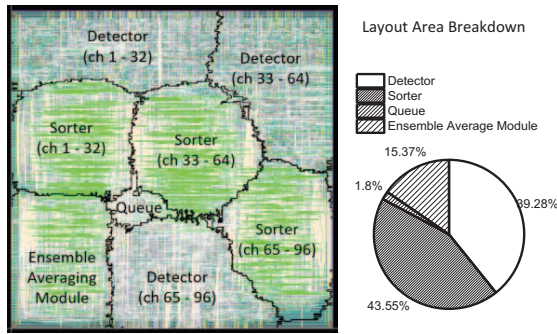 Detector
(ch 1 - 32)
Detector
(ch 33 - 64)
Sorter
(ch 1 - 32)
Sorter
(ch 33 - 64)
Queue
Sorter
(ch 65 - 96)
Ensemble
Averaging
Module
Detector
(ch 65 - 96)
Layout Area Breakdown
Detector
Sorter
Queue
Ensemble Average Module
15.37%
1.8%
39.28%
43.55%